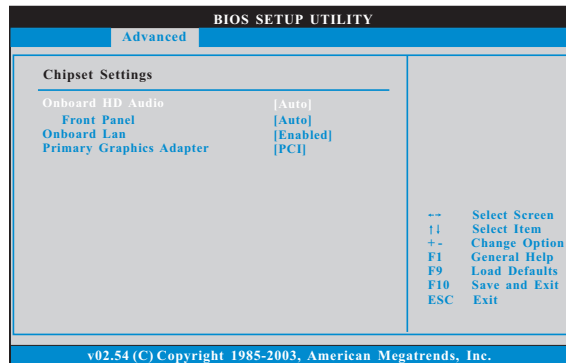 BIOS SETUP UTILITY
Advanced
Chipset Settings
Onboard HD Audio [Auto]
Front Panel [Auto]
Onboard Lan [Enabled]
Primary Graphics Adapter [PCI]
←→ Select Screen
↑↓ Select Item
+ - Change Option
F1 General Help
F9 Load Defaults
F10 Save and Exit
ESC Exit
v02.54 (C) Copyright 1985-2003, American Megatrends, Inc.